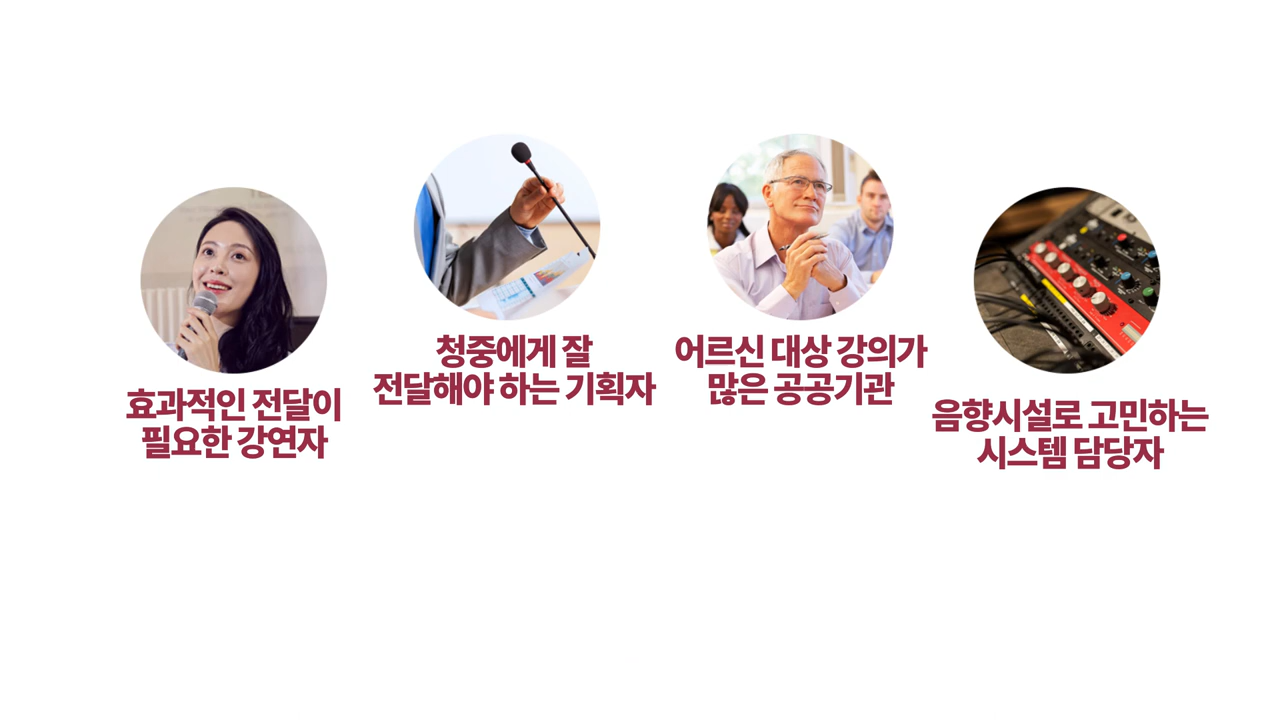 효과적인 전달이
필요한 강연자
청중에게 잘
전달해야 하는 기획자
어르신 대상 강의가
많은 공공기관
음향시설로 고민하는
시스템 담당자